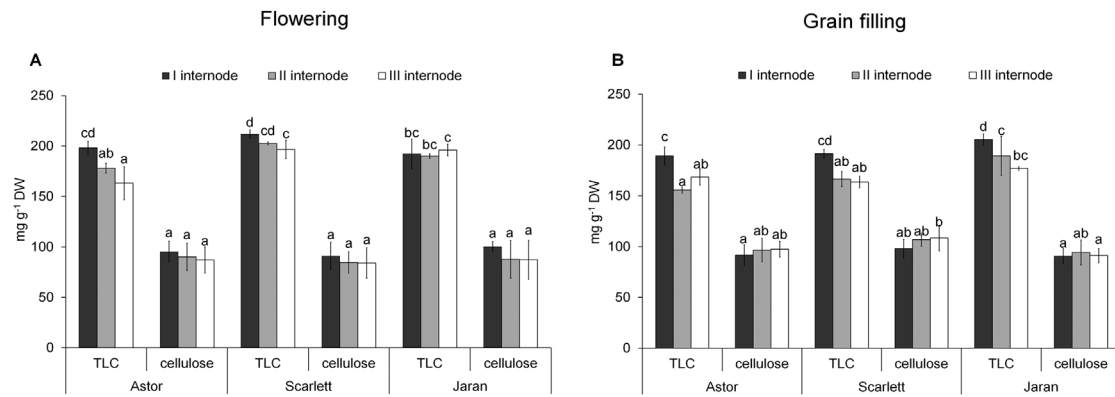 Flowering
A
I internode II internode III internode
mg g⁻¹ DW
250
200
150
100
50
0
cd ab a a a a d cd c a a a bc bc c a a a
TLC cellulose TLC cellulose TLC cellulose
Astor Scarlett Jaran
Grain filling
B
I internode II internode III internode
mg g⁻¹ DW
250
200
150
100
50
0
c a ab a ab ab cd ab ab ab ab b d c bc a ab a
TLC cellulose TLC cellulose TLC cellulose
Astor Scarlett Jaran